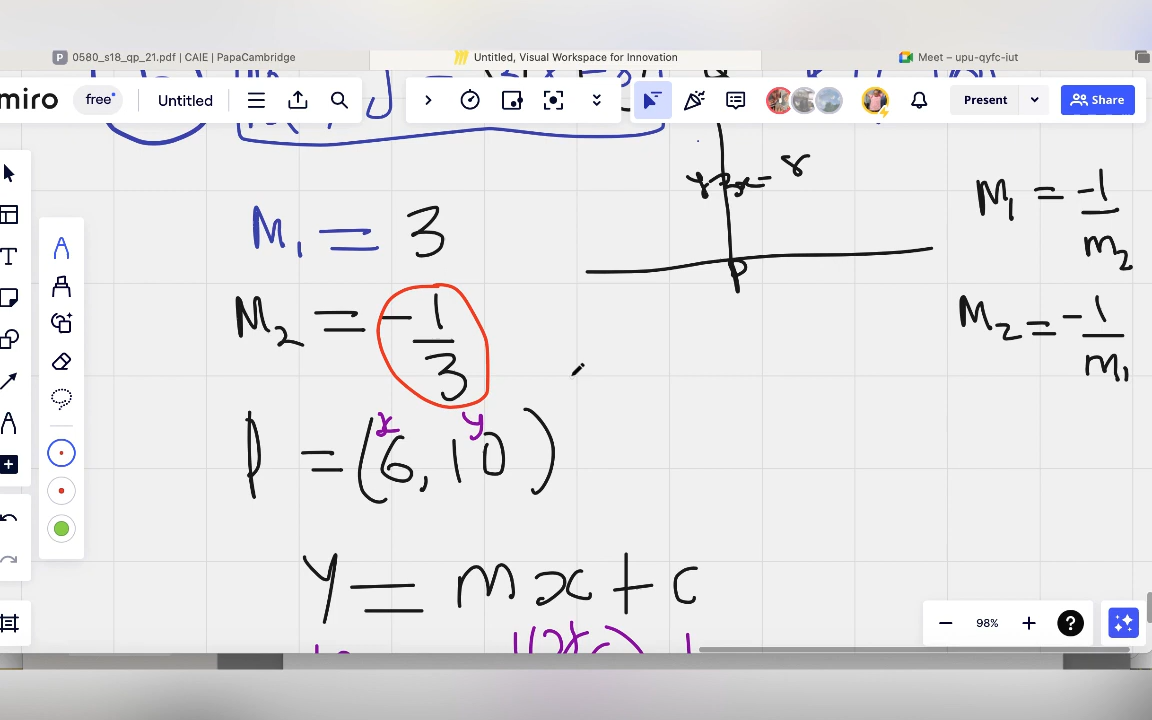 0580_s18_qp_21.pdf | CAIE | PapaCambridge
Untitled, Visual Workspace for Innovation
Meet – upu-qyfc-iut
miro
free
Untitled
Present
Share
M₁ = 3
M₂ = -1/3
P = (6, 10)
x y
y = mx + c
P
M₁ = -1/m₂
M₂ = -1/m₁
98%